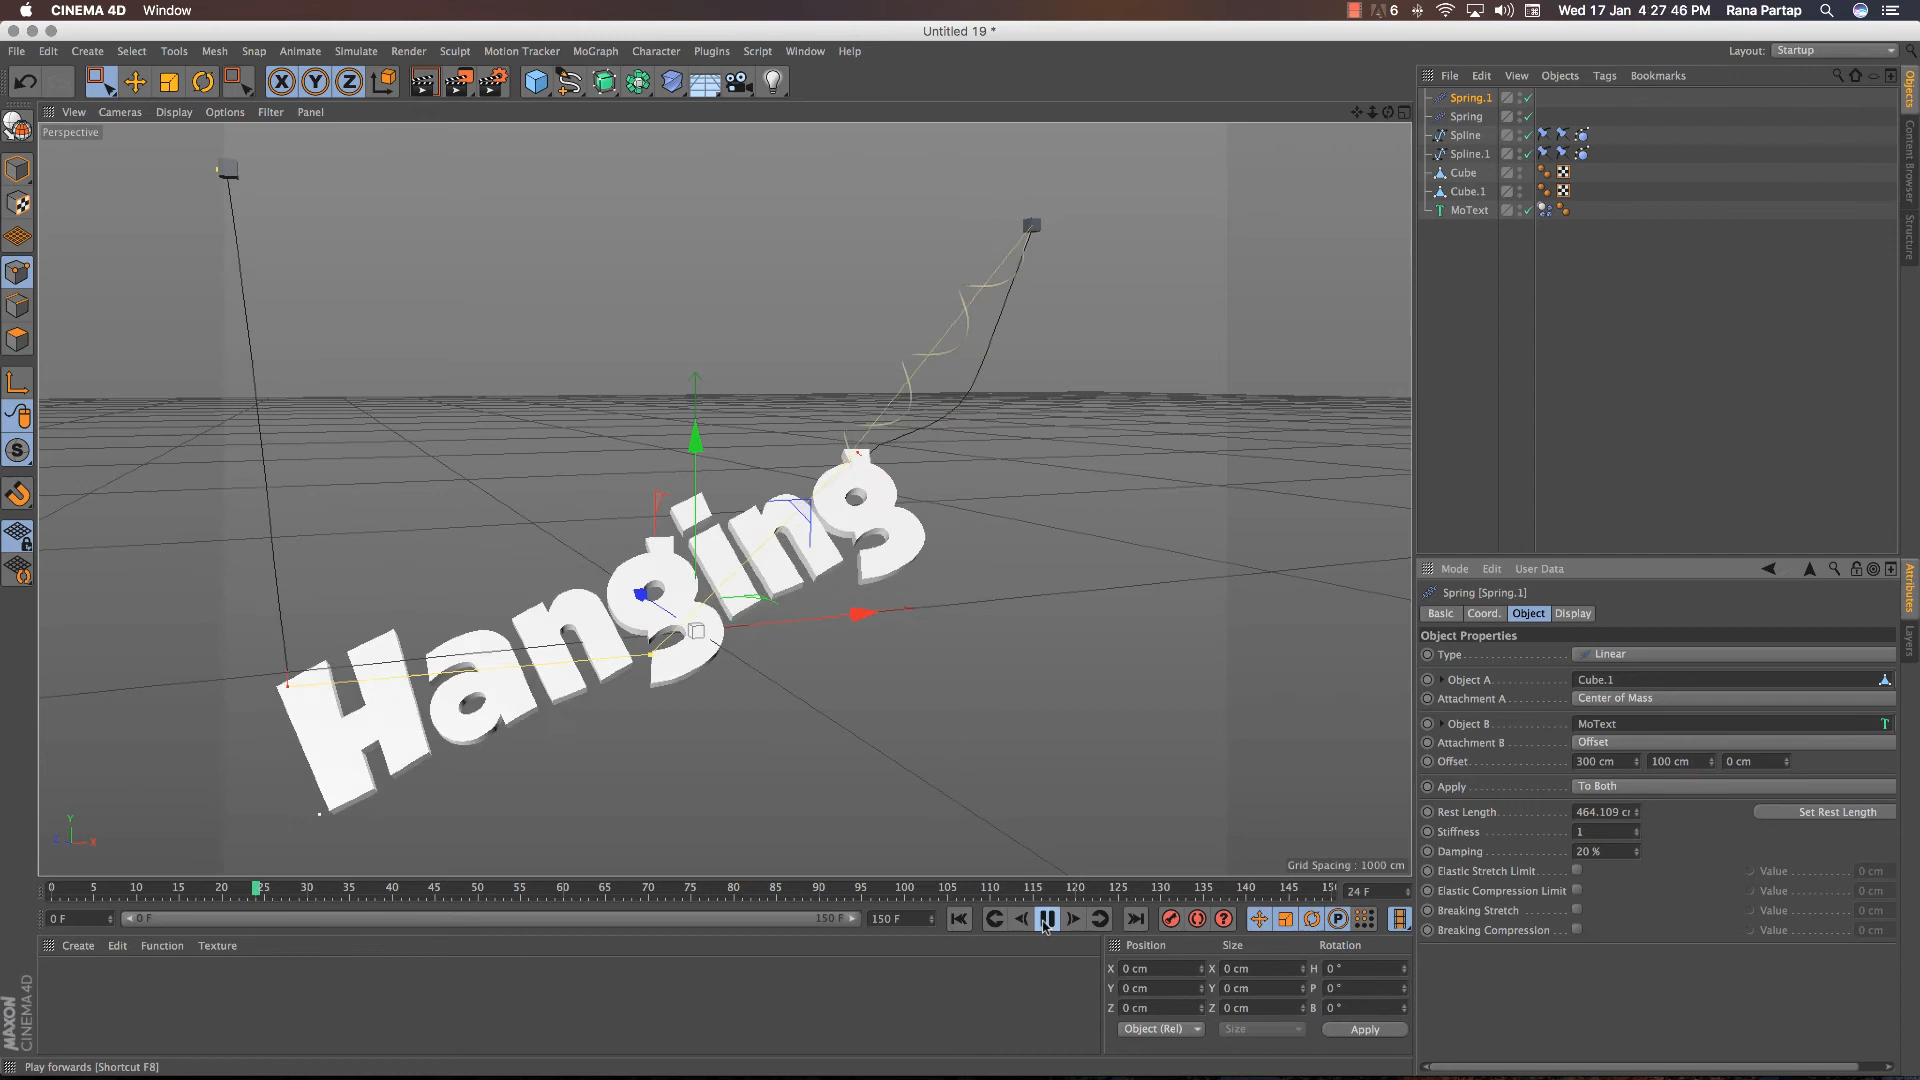 CINEMA 4D Window
6 Wed 17 Jan 4:27:46 PM Rana Partap
Untitled 19 *
File Edit Create Select Tools Mesh Snap Animate Simulate Render Sculpt Motion Tracker MoGraph Character Plugins Script Window Help
Layout: Startup
X Y Z
File Edit View Objects Tags Bookmarks
View Cameras Display Options Filter Panel
Perspective
Spring.1
Spring
Spline
Spline.1
Cube
Cube.1
MoText
Objects
Content Browser
Structure
Hanging
Y
Z X
Grid Spacing : 1000 cm
Mode Edit User Data
Spring [Spring.1]
Basic Coord. Object Display
Object Properties
Type Linear
Object A Cube.1
Attachment A Center of Mass
Object B MoText
Attachment B Offset
Offset 300 cm 100 cm 0 cm
Apply To Both
Rest Length 464.109 Set Rest Length
Stiffness 1
Damping 20 %
Elastic Stretch Limit Value 0 cm
Elastic Compression Limit Value 0 cm
Breaking Stretch Value 0 cm
Breaking Compression Value 0 cm
Attributes
Layers
0 5 10 15 20 25 30 35 40 45 50 55 60 65 70 75 80 85 90 95 100 105 110 115 120 125 130 135 140 145 24 F
0 F 0 F 150 F 150 F
Create Edit Function Texture
Position Size Rotation
X 0 cm X 0 cm H 0 °
Y 0 cm Y 0 cm P 0 °
Z 0 cm Z 0 cm B 0 °
Object (Rel) Size Apply
MAXON
CINEMA 4D
Play forwards [Shortcut F8]